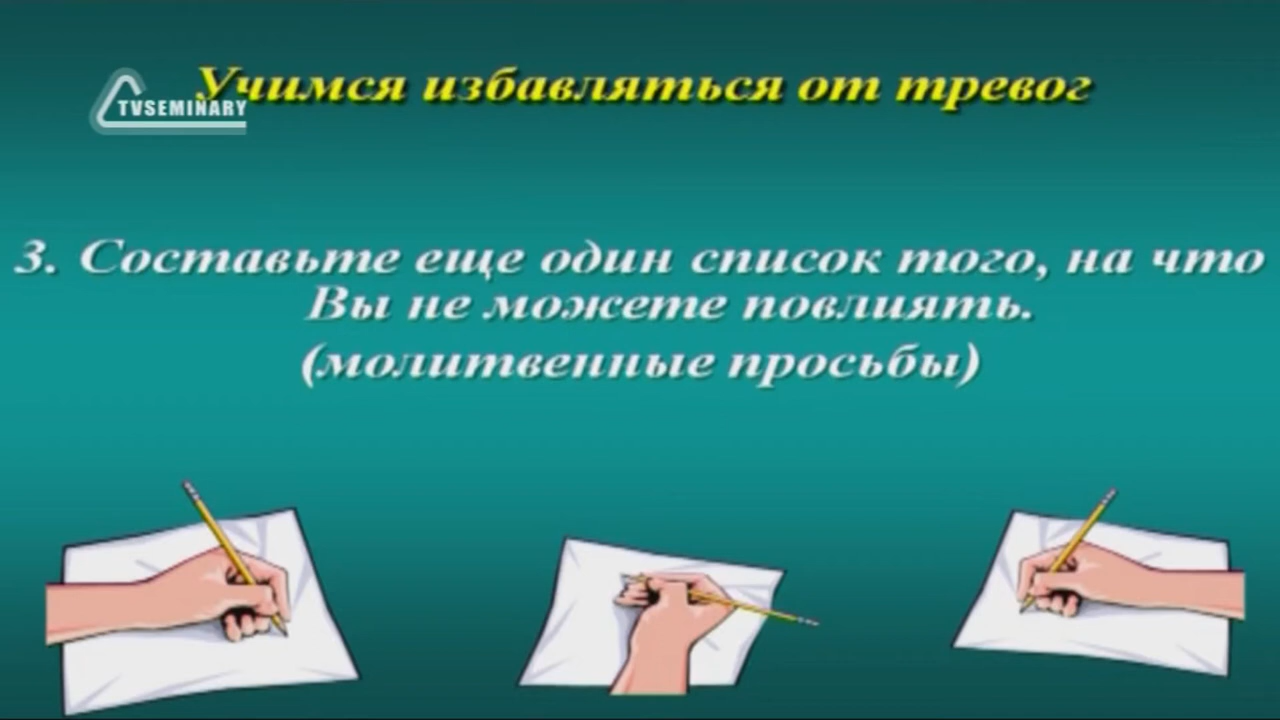 Учимся избавляться от тревог
TVSEMINARY
3. Составьте еще один список того, на что
Вы не можете повлиять.
(молитвенные просьбы)